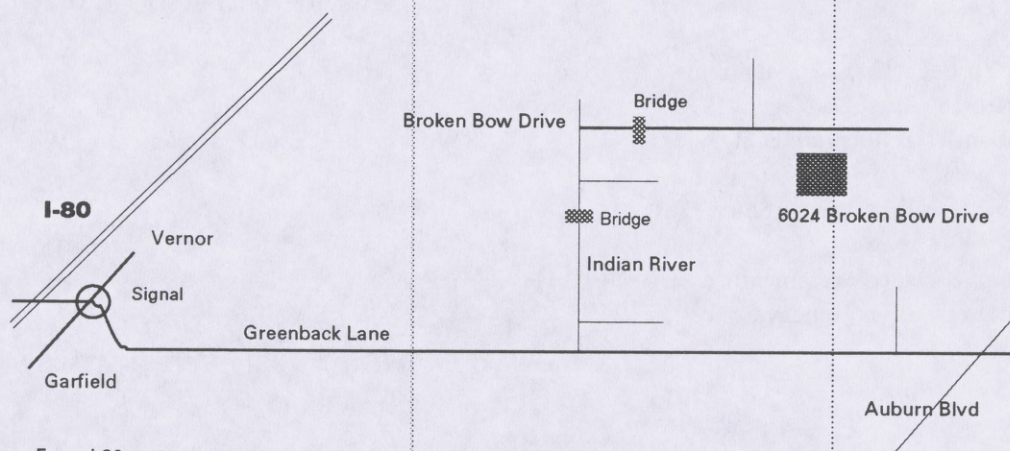 Bridge
Broken Bow Drive
I-80
Bridge
6024 Broken Bow Drive
Vernor
Indian River
Signal
Greenback Lane
Garfield
Auburn Blvd